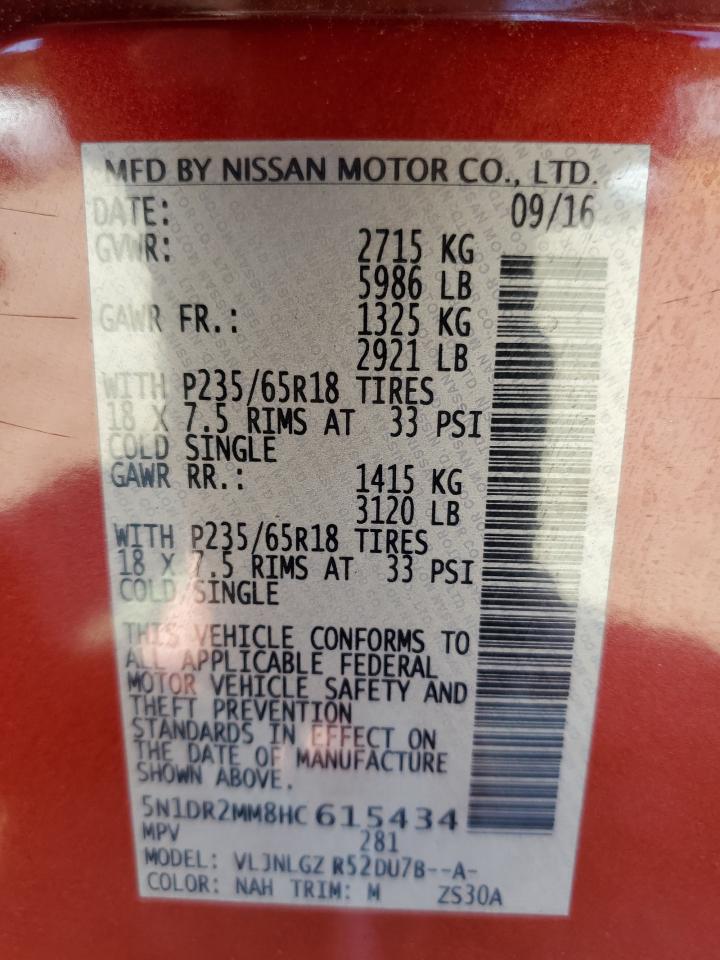 MFD BY NISSAN MOTOR CO., LTD.
DATE: 09/16
GVWR: 2715 KG
5986 LB
GAWR FR.: 1325 KG
2921 LB
WITH P235/65R18 TIRES
18 X 7.5 RIMS AT 33 PSI
COLD SINGLE
GAWR RR.: 1415 KG
3120 LB
WITH P235/65R18 TIRES
18 X 7.5 RIMS AT 33 PSI
COLD SINGLE
THIS VEHICLE CONFORMS TO
ALL APPLICABLE FEDERAL
MOTOR VEHICLE SAFETY AND
THEFT PREVENTION
STANDARDS IN EFFECT ON
THE DATE OF MANUFACTURE
SHOWN ABOVE.
5N1DR2MM8HC 615434
MPV 281
MODEL: VLJNLGZ R52DU7B--A-
COLOR: NAH TRIM: M ZS30A